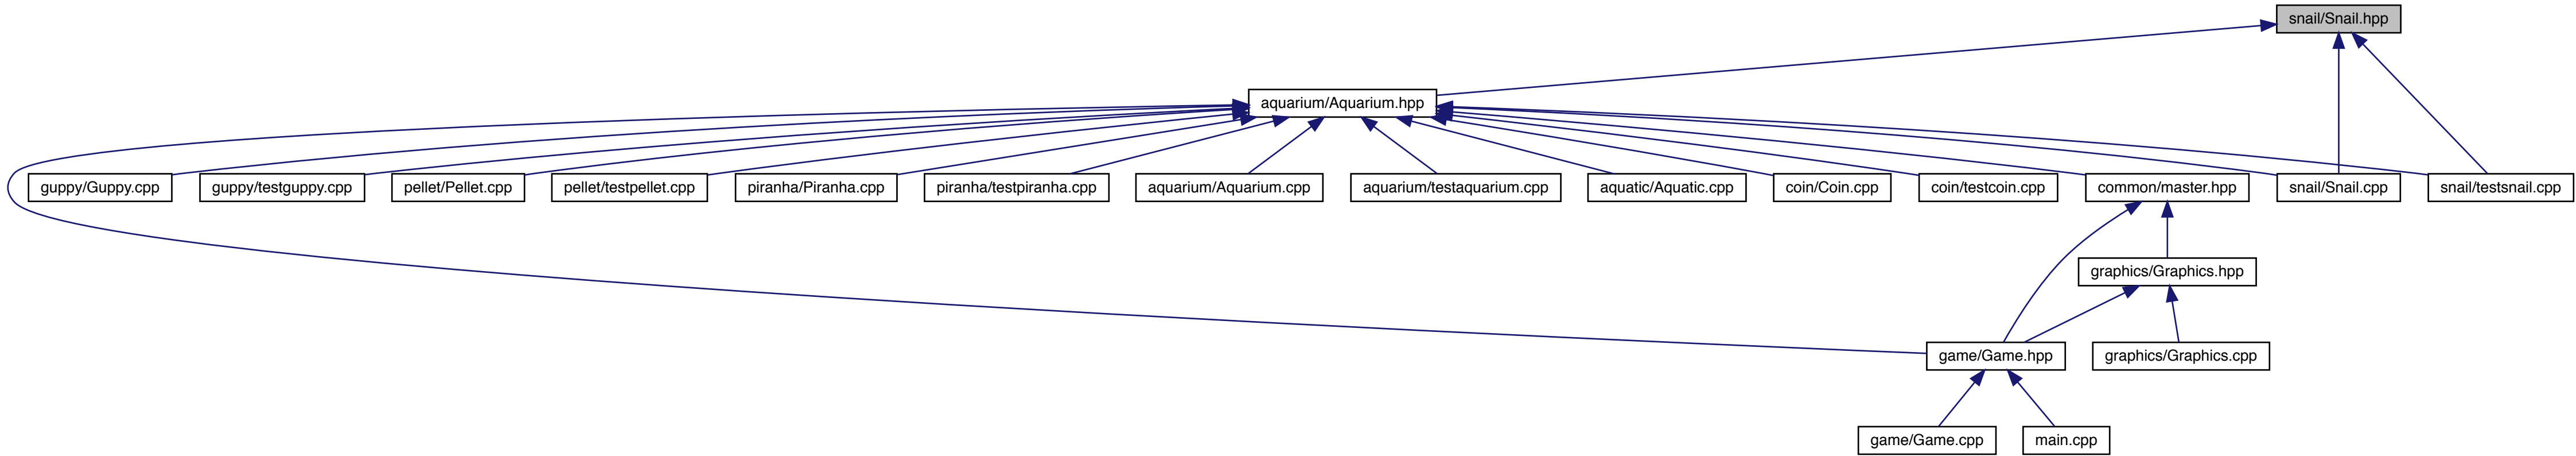 snail/Snail.hpp
aquarium/Aquarium.hpp
guppy/Guppy.cpp
guppy/testguppy.cpp
pellet/Pellet.cpp
pellet/testpellet.cpp
piranha/Piranha.cpp
piranha/testpiranha.cpp
aquarium/Aquarium.cpp
aquarium/testaquarium.cpp
aquatic/Aquatic.cpp
coin/Coin.cpp
coin/testcoin.cpp
common/master.hpp
snail/Snail.cpp
snail/testsnail.cpp
graphics/Graphics.hpp
game/Game.hpp
graphics/Graphics.cpp
game/Game.cpp
main.cpp